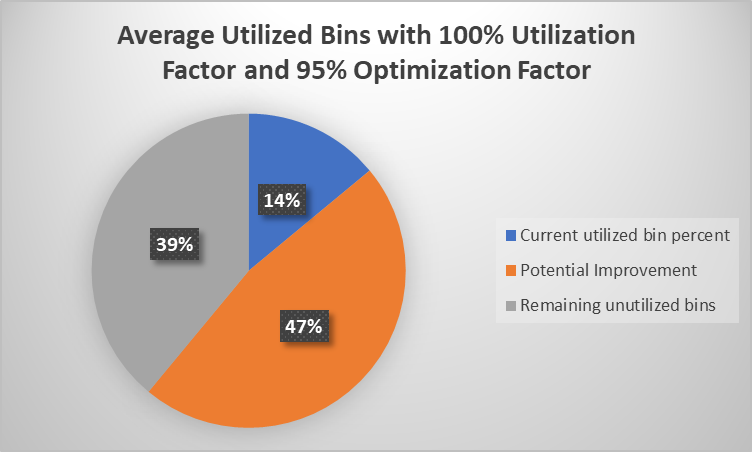 Average Utilized Bins with 100% Utilization
Factor and 95% Optimization Factor
14%
39%
47%
Current utilized bin percent
Potential Improvement
Remaining unutilized bins